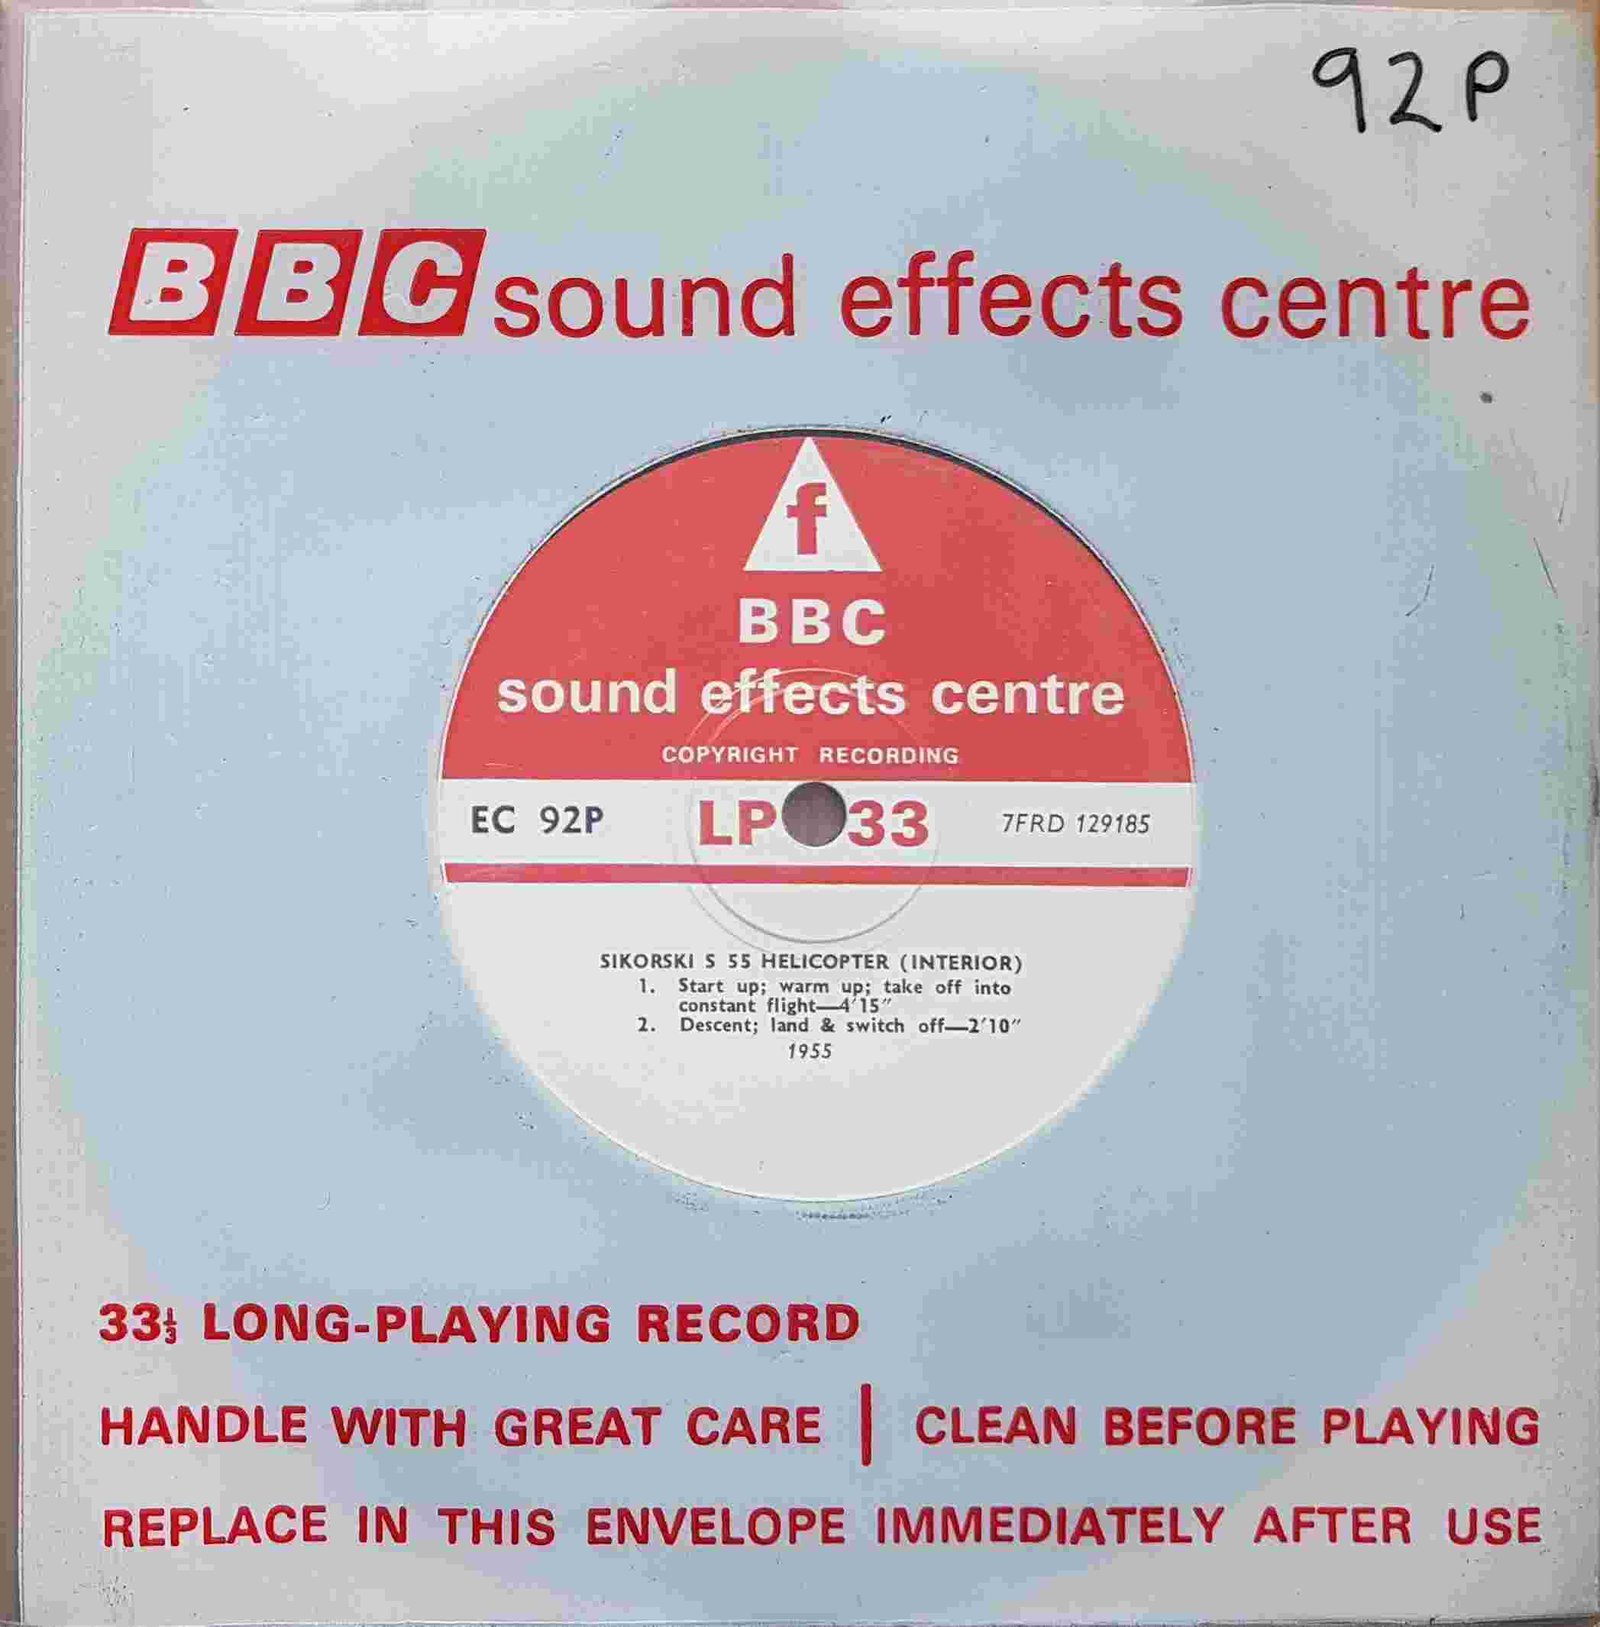 92P
BBC sound effects centre
f
BBC
sound effects centre
COPYRIGHT RECORDING
EC 92P LP 33 7FRD 129185
SIKORSKI S 55 HELICOPTER (INTERIOR)
1. Start up; warm up; take off into
constant flight—4'15"
2. Descent; land & switch off—2'10"
1955
33⅓ LONG-PLAYING RECORD
HANDLE WITH GREAT CARE | CLEAN BEFORE PLAYING
REPLACE IN THIS ENVELOPE IMMEDIATELY AFTER USE